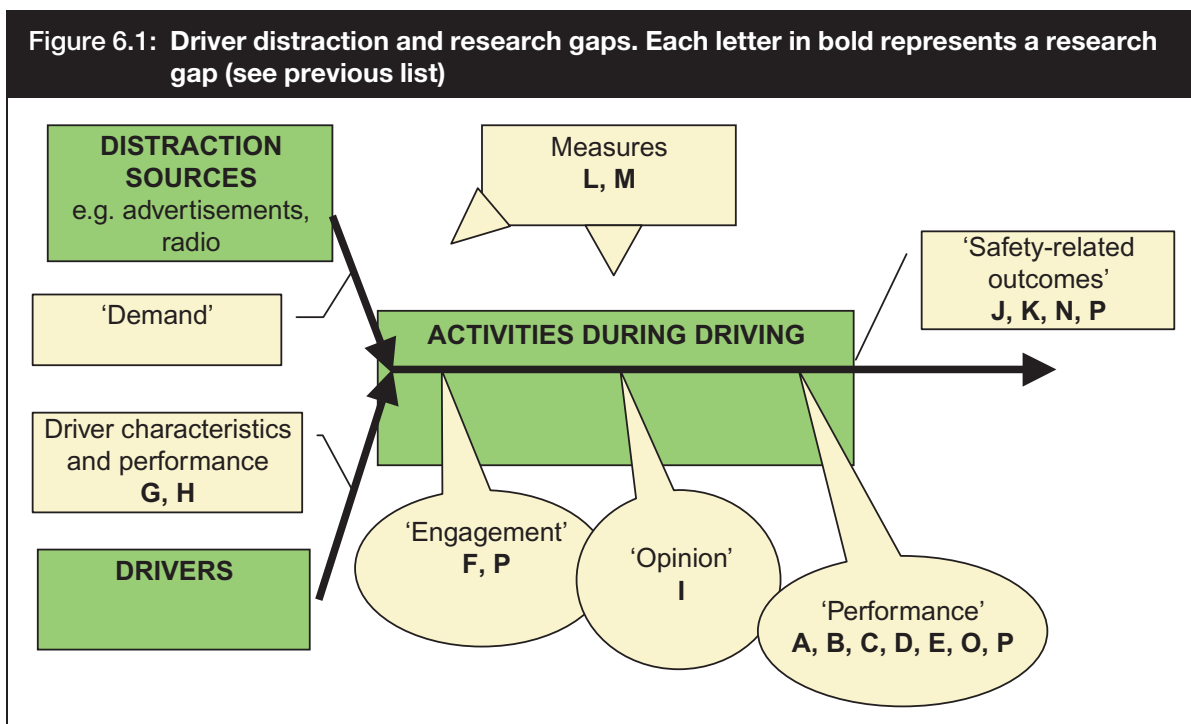 Figure 6.1: Driver distraction and research gaps. Each letter in bold represents a research
gap (see previous list)
DISTRACTION
SOURCES
e.g. advertisements,
radio
Measures
L, M
'Safety-related
outcomes'
J, K, N, P
‘Demand’
ACTIVITIES DURING DRIVING
Driver characteristics
and performance
G, H
DRIVERS
‘Engagement’
F, P
‘Opinion’
I
‘Performance’
A, B, C, D, E, O, P